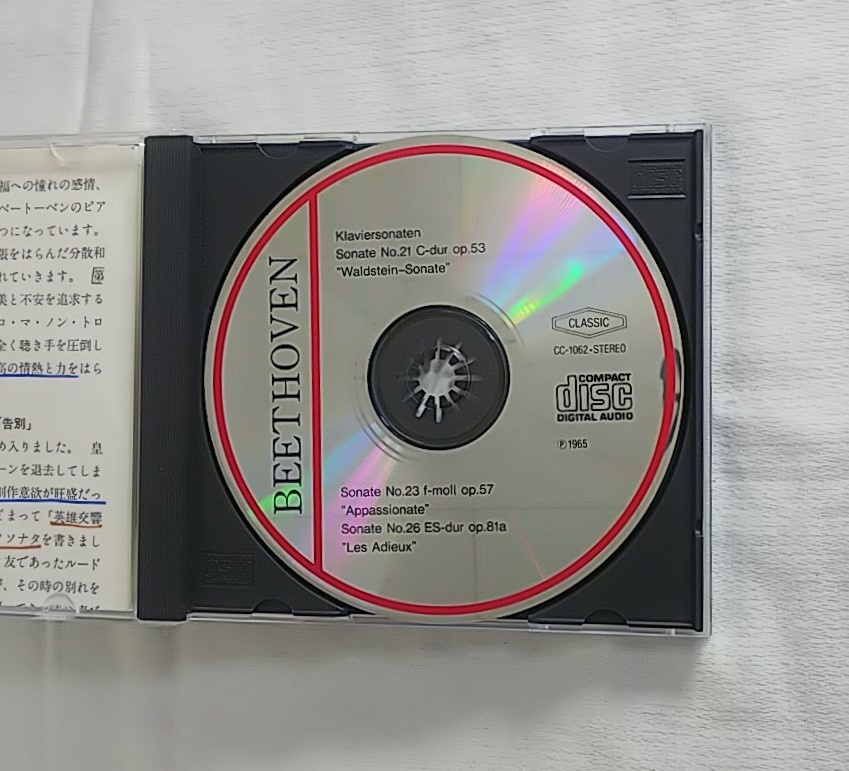 福への憧れの感情、
ベートーベンのピア
つになっています。
張をはらんだ分散和
れていきます。 第
美と不安を追求する
コ・マ・ノン・トロ
全く聴き手を圧倒し
高の情熱と力をはら
「告別」
め入りました。 皇
ーンを退去してしま
創作意欲が旺盛だっ
どまって「英雄交響
ソナタを書きまし
友であったルード
、その時の別れを
BEETHOVEN
Klaviersonaten
Sonate No.21 C-dur op.53
"Waldstein–Sonate"
CLASSIC
CC-1062-STEREO
COMPACT
disc
DIGITAL AUDIO
Ⓟ1965
Sonate No.23 f-moll op.57
"Appassionate"
Sonate No.26 ES-dur op.81a
"Les Adieux"